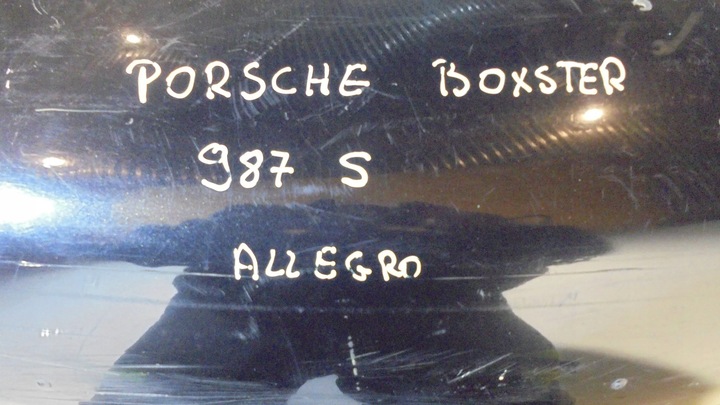 PORSCHE BOXSTER
987 S
ALLEGRO